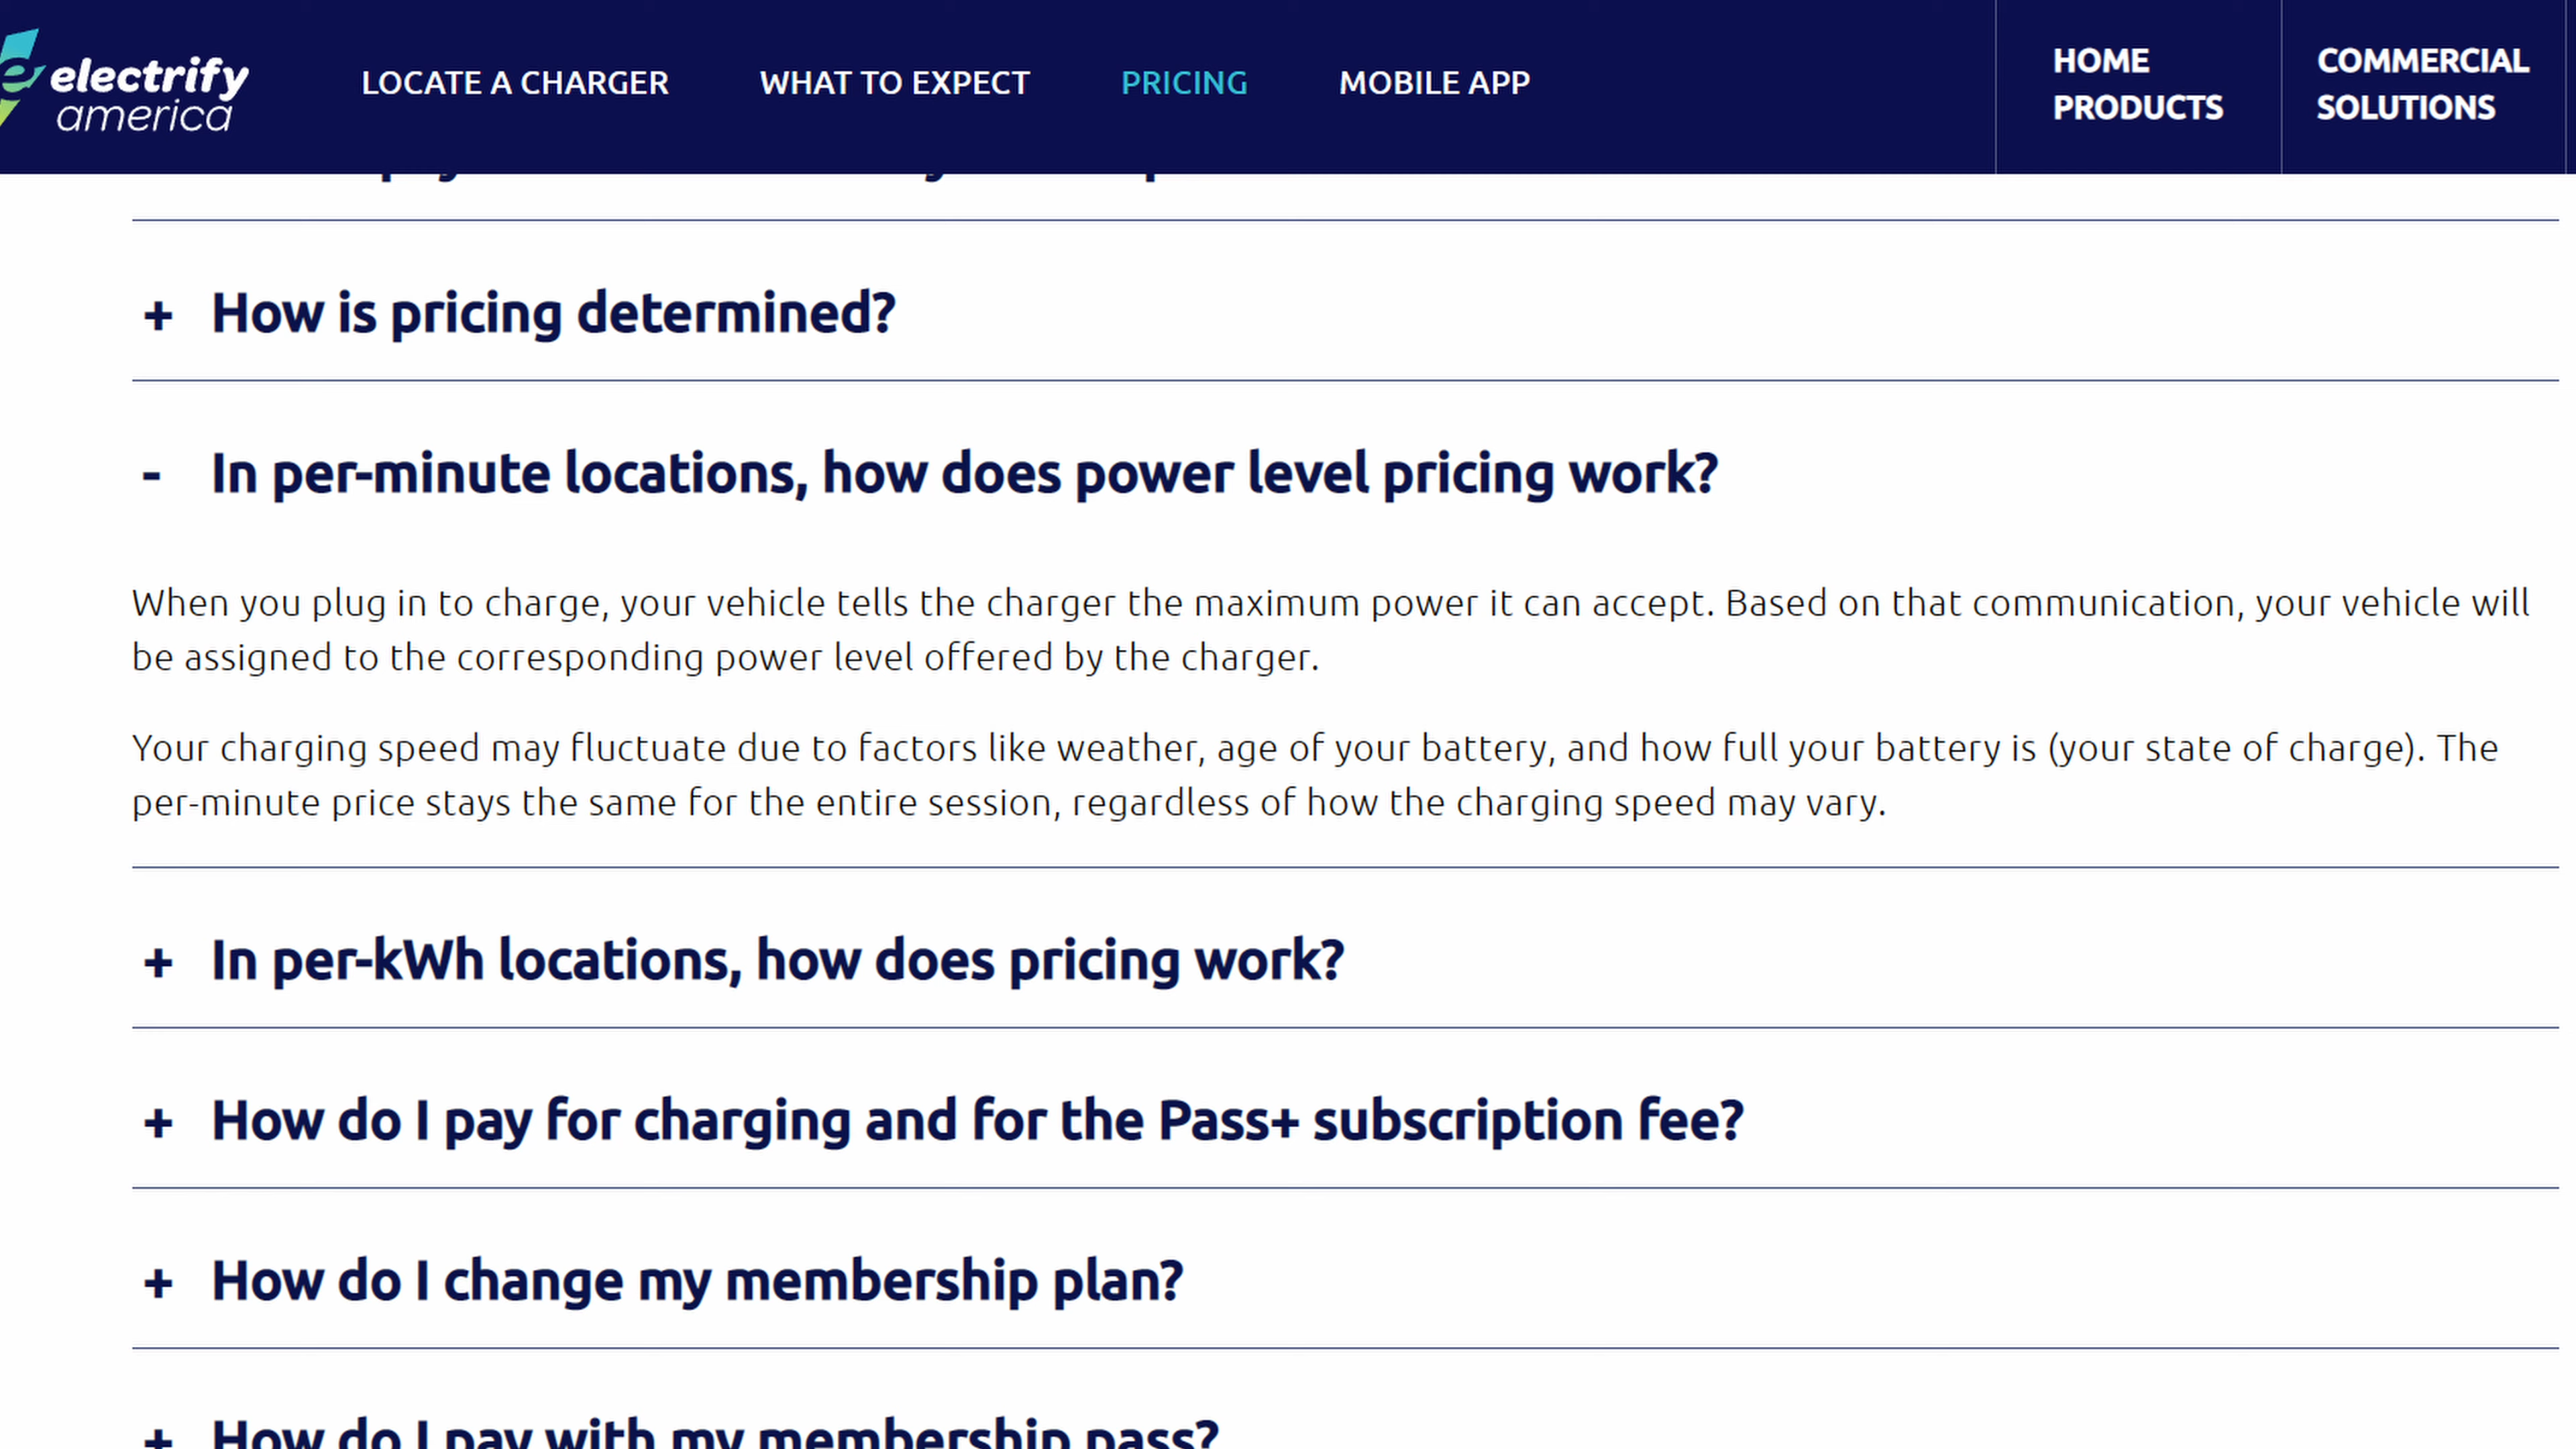 electrify
america
LOCATE A CHARGER
WHAT TO EXPECT
PRICING
MOBILE APP
HOME
PRODUCTS
COMMERCIAL
SOLUTIONS
+ How is pricing determined?
- In per-minute locations, how does power level pricing work?
When you plug in to charge, your vehicle tells the charger the maximum power it can accept. Based on that communication, your vehicle will
be assigned to the corresponding power level offered by the charger.
Your charging speed may fluctuate due to factors like weather, age of your battery, and how full your battery is (your state of charge). The
per-minute price stays the same for the entire session, regardless of how the charging speed may vary.
+ In per-kWh locations, how does pricing work?
+ How do I pay for charging and for the Pass+ subscription fee?
+ How do I change my membership plan?
+ How do I pay with my membership pass?